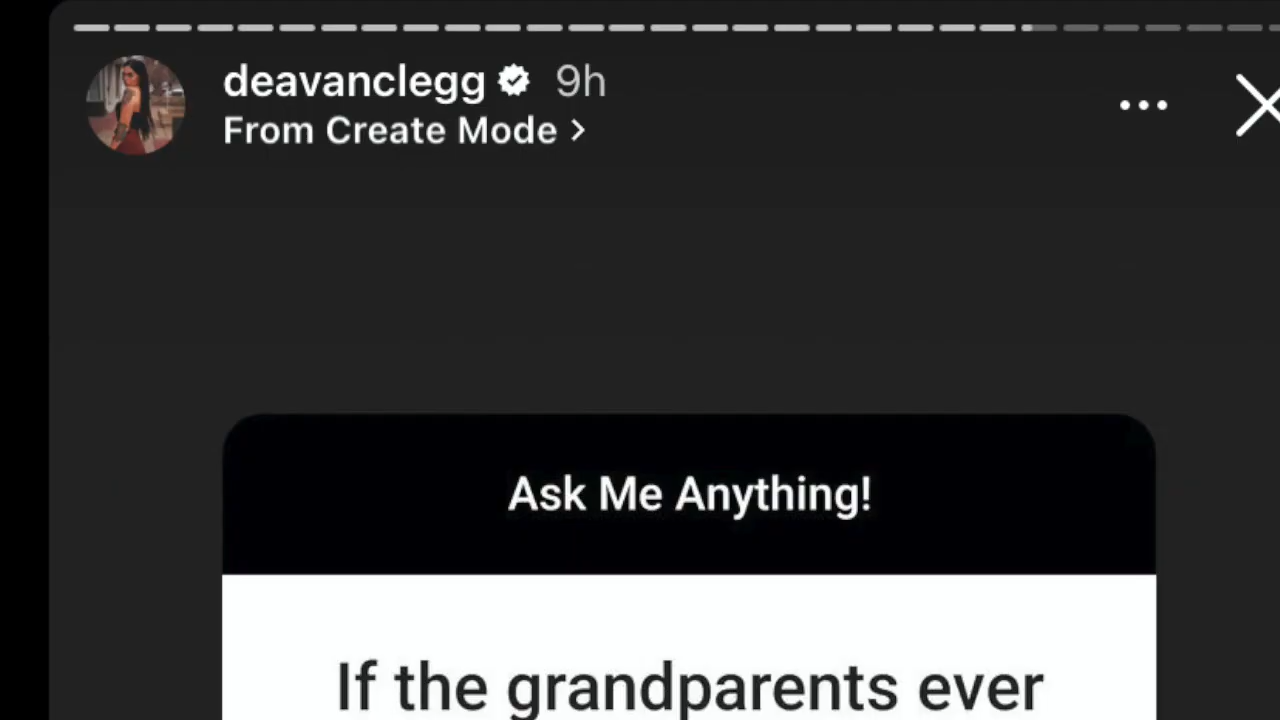 deavanclegg 9h
From Create Mode >
Ask Me Anything!
If the grandparents ever